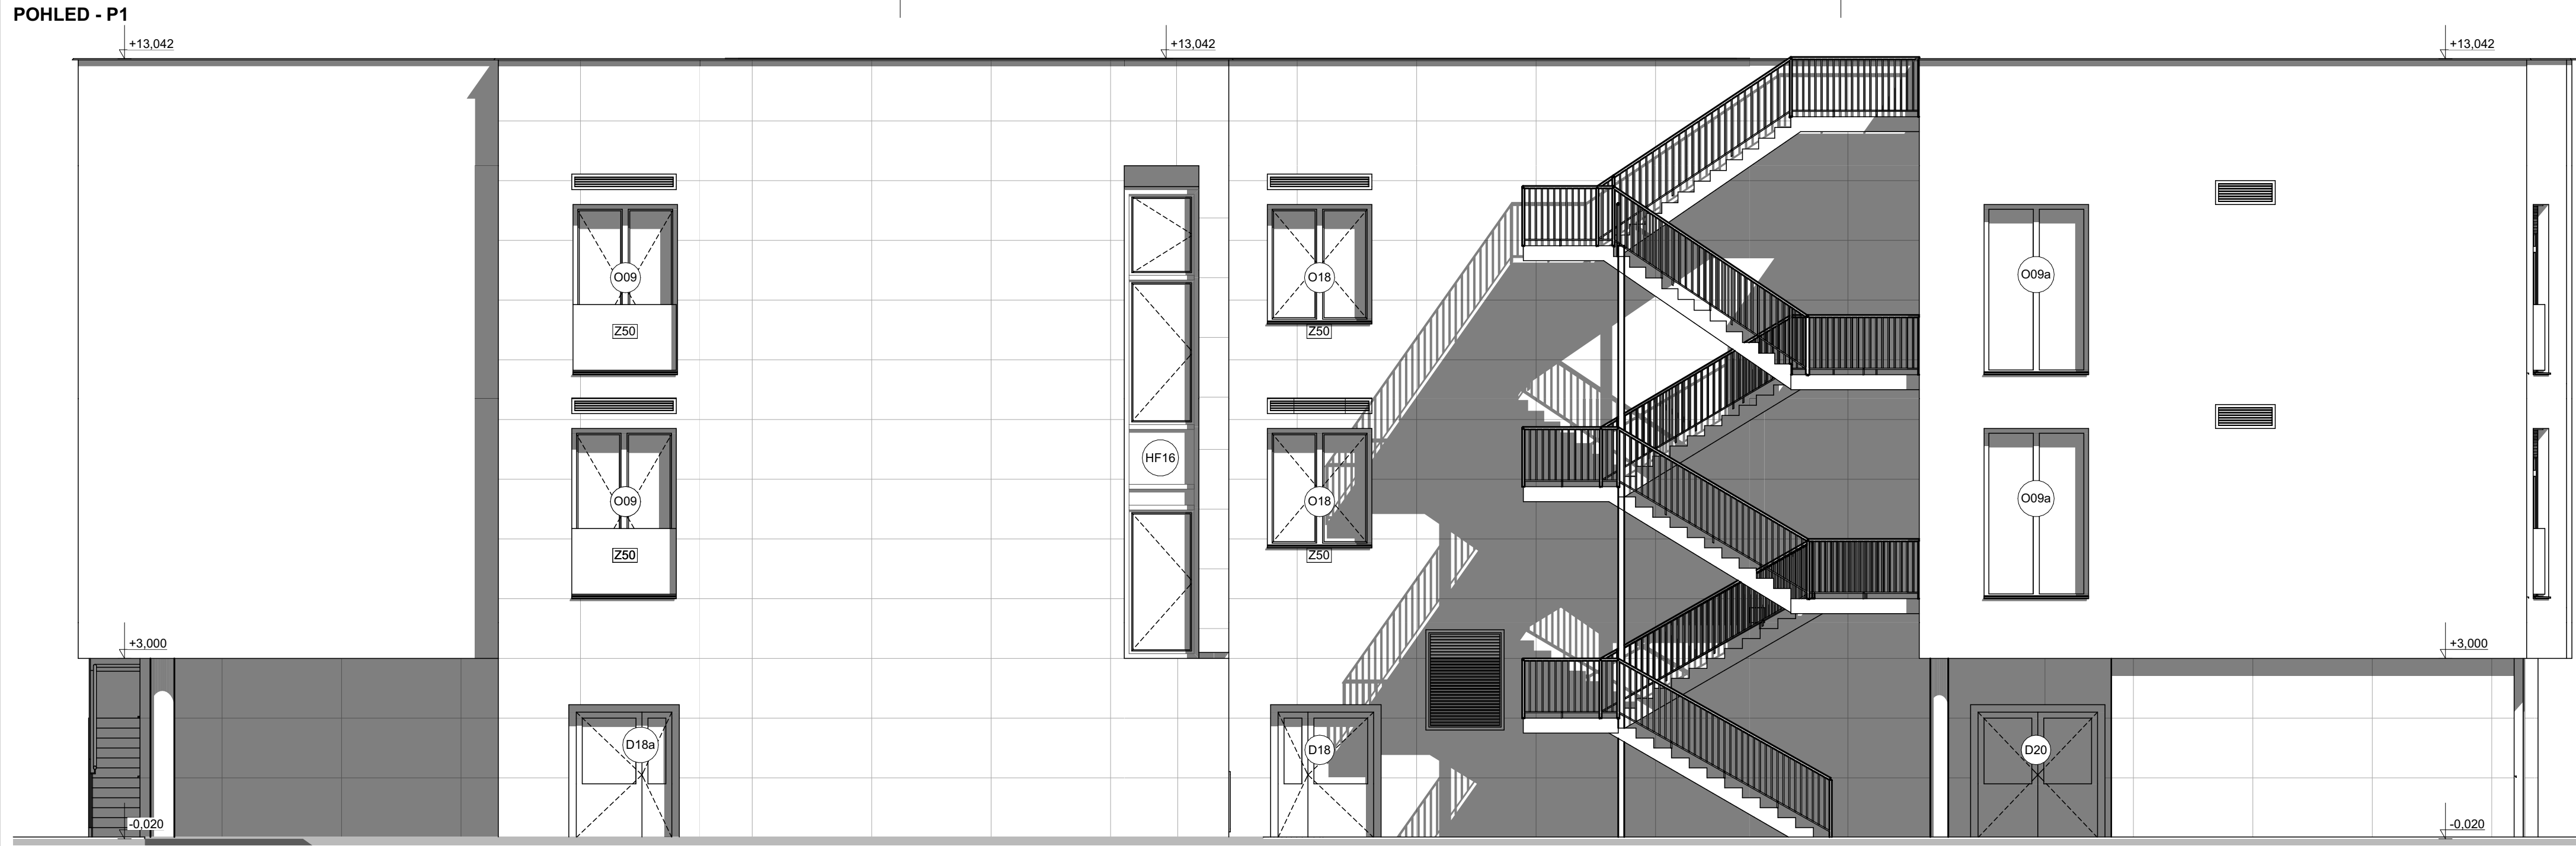 POHLED - P1
+13,042
+13,042
+13,042
O09
O18
O09a
Z50
Z50
HF16
O09
O18
O09a
Z50
Z50
+3,000
+3,000
D18a
D18
D20
-0,020
-0,020